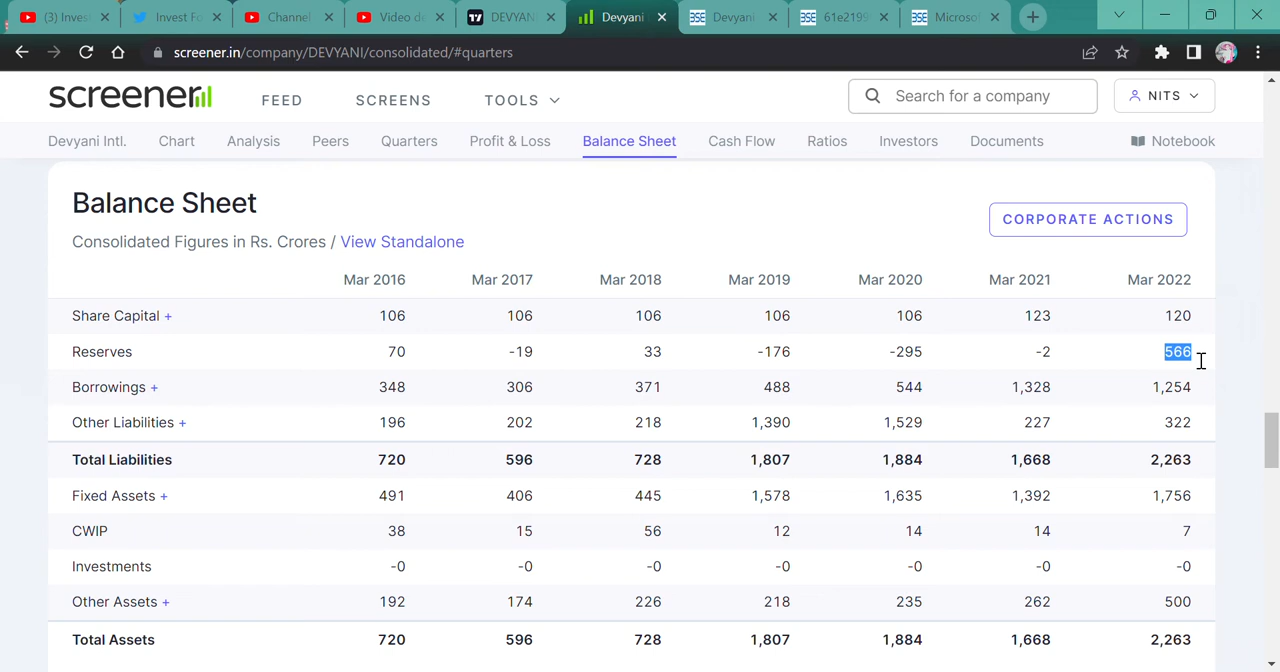 (3) Invest
Invest Fo
Channel
Video de
DEVYANI
Devyani
Devyani
61e2199
Microsof
screener.in/company/DEVYANI/consolidated/#quarters
screener
FEED
SCREENS
TOOLS
Search for a company
NITS
Devyani Intl. Chart Analysis Peers Quarters Profit & Loss Balance Sheet Cash Flow Ratios Investors Documents Notebook
Balance Sheet
CORPORATE ACTIONS
Consolidated Figures in Rs. Crores / View Standalone
Mar 2016 Mar 2017 Mar 2018 Mar 2019 Mar 2020 Mar 2021 Mar 2022
Share Capital + 106 106 106 106 106 123 120
Reserves 70 -19 33 -176 -295 -2 566
Borrowings + 348 306 371 488 544 1,328 1,254
Other Liabilities + 196 202 218 1,390 1,529 227 322
Total Liabilities 720 596 728 1,807 1,884 1,668 2,263
Fixed Assets + 491 406 445 1,578 1,635 1,392 1,756
CWIP 38 15 56 12 14 14 7
Investments -0 -0 -0 -0 -0 -0 -0
Other Assets + 192 174 226 218 235 262 500
Total Assets 720 596 728 1,807 1,884 1,668 2,263